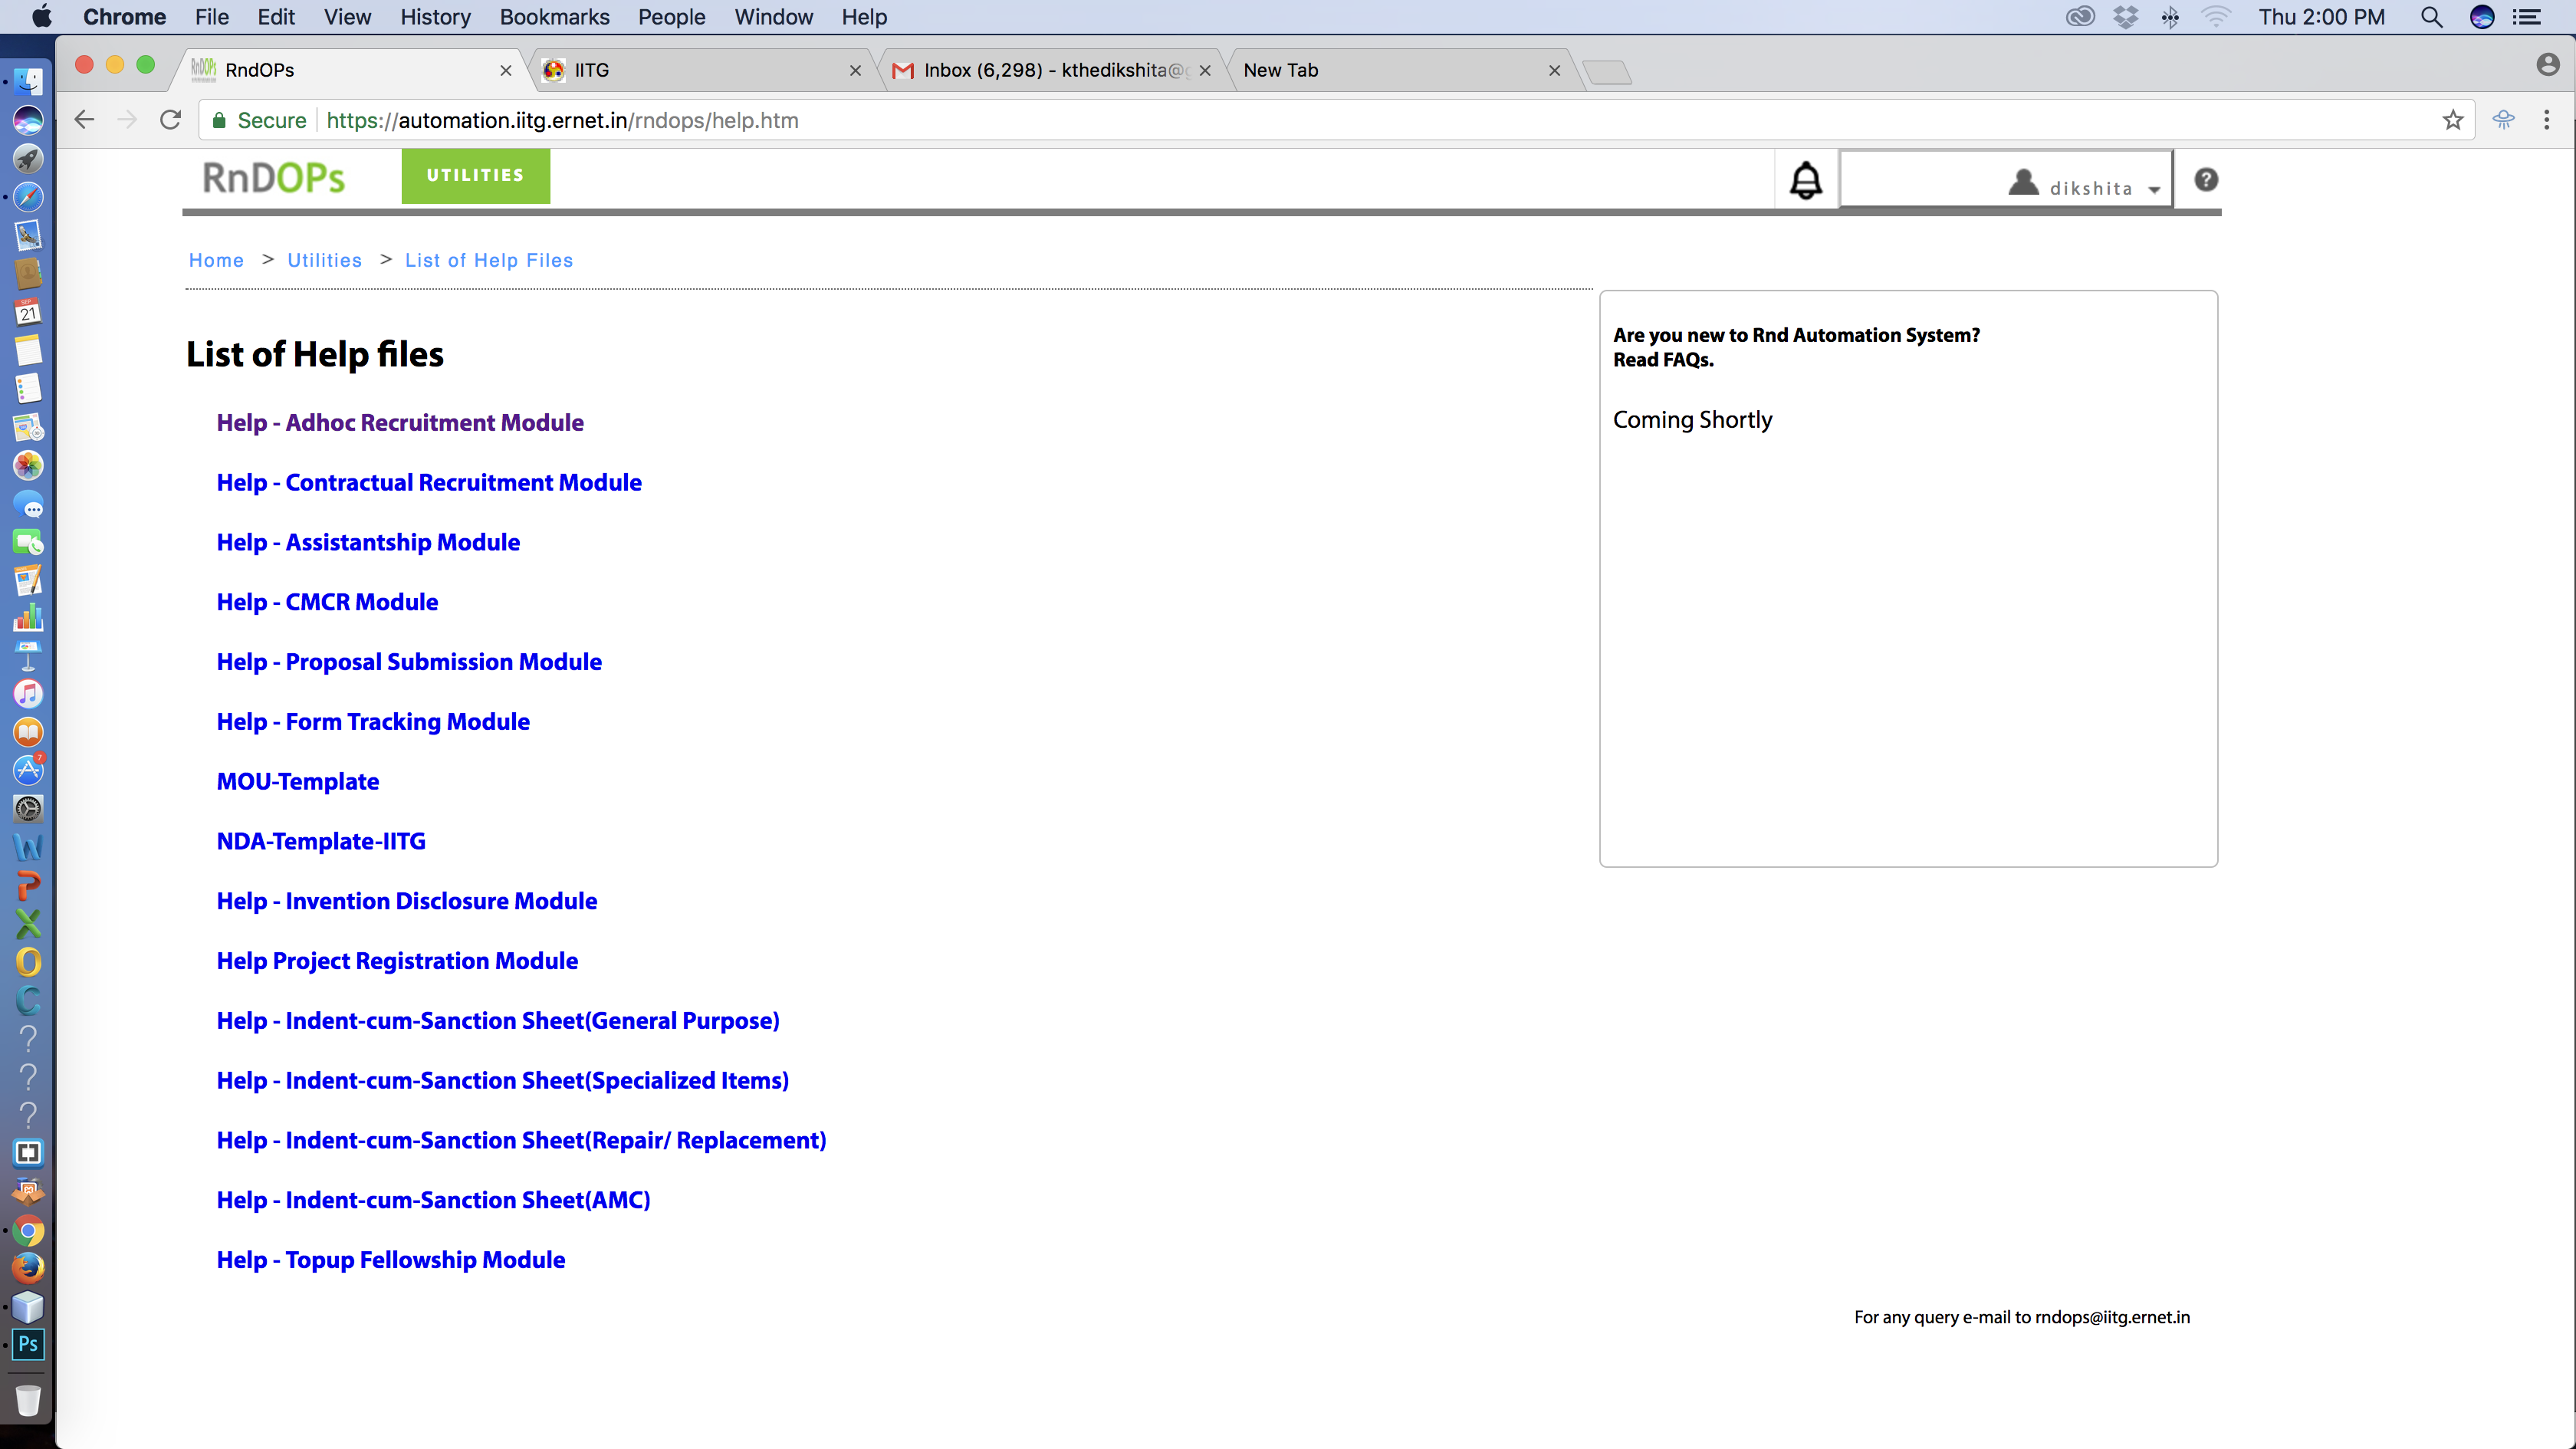 Chrome File Edit View History Bookmarks People Window Help Thu 2:00 PM
RndOPs IITG Inbox (6,298) - kthedikshita@ New Tab
Secure https://automation.iitg.ernet.in/rndops/help.htm
RnDOPs UTILITIES dikshita
Home > Utilities > List of Help Files
List of Help files
Help - Adhoc Recruitment Module
Help - Contractual Recruitment Module
Help - Assistantship Module
Help - CMCR Module
Help - Proposal Submission Module
Help - Form Tracking Module
MOU-Template
NDA-Template-IITG
Help - Invention Disclosure Module
Help Project Registration Module
Help - Indent-cum-Sanction Sheet(General Purpose)
Help - Indent-cum-Sanction Sheet(Specialized Items)
Help - Indent-cum-Sanction Sheet(Repair/ Replacement)
Help - Indent-cum-Sanction Sheet(AMC)
Help - Topup Fellowship Module
Are you new to Rnd Automation System?
Read FAQs.
Coming Shortly
For any query e-mail to rndops@iitg.ernet.in
SEP
21
7
Ps